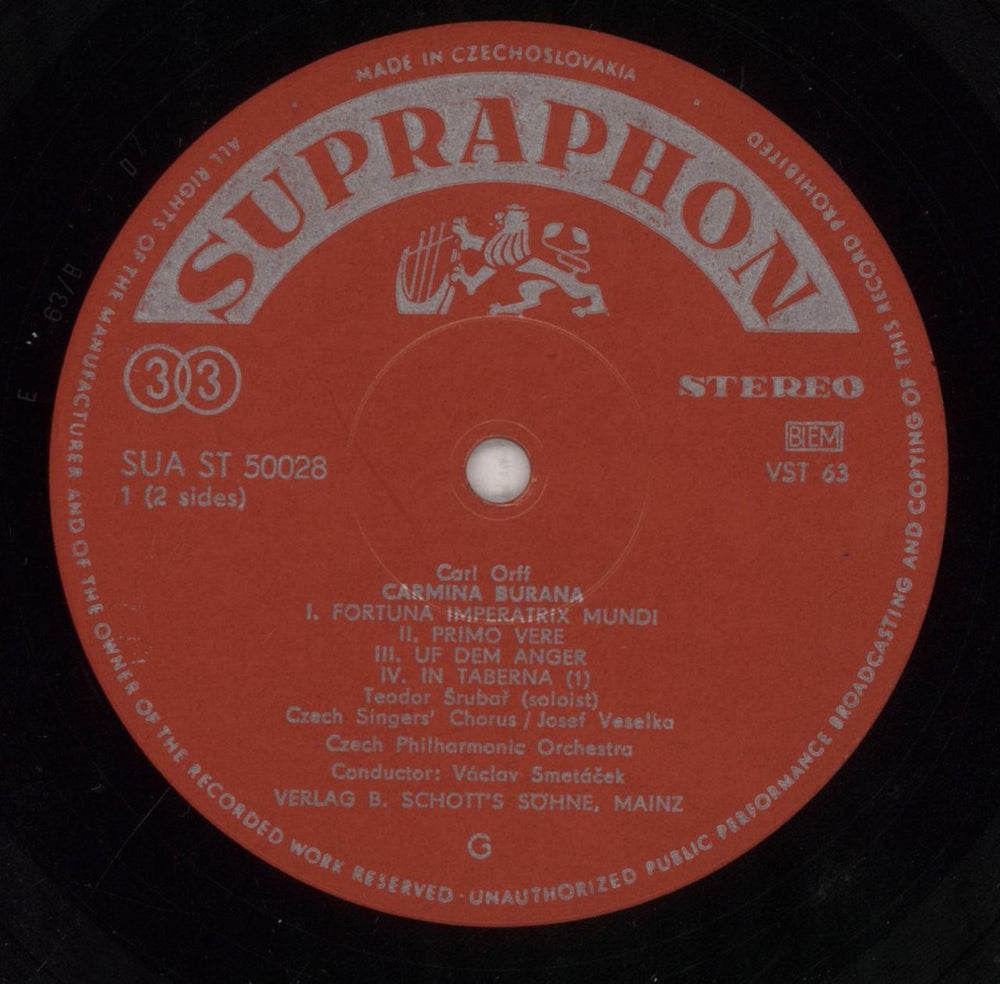 MADE IN CZECHOSLOVAKIA
SUPRAPHON
33
STEREO
BIEM
SUA ST 50028
VST 63
1 (2 sides)
Carl Orff
CARMINA BURANA
I. FORTUNA IMPERATRIX MUNDI
II. PRIMO VERE
III. UF DEM ANGER
IV. IN TABERNA (1)
Teodor Šrubař (soloist)
Czech Singers' Chorus / Josef Veselka
Czech Philharmonic Orchestra
Conductor: Václav Smetáček
VERLAG B. SCHOTT'S SÖHNE, MAINZ
G
ALL RIGHTS OF THE MANUFACTURER AND OF THE OWNER OF THE RECORDED WORK RESERVED · UNAUTHORIZED PUBLIC PERFORMANCE BROADCASTING AND COPYING OF THIS RECORD PROHIBITED
E 63/B D